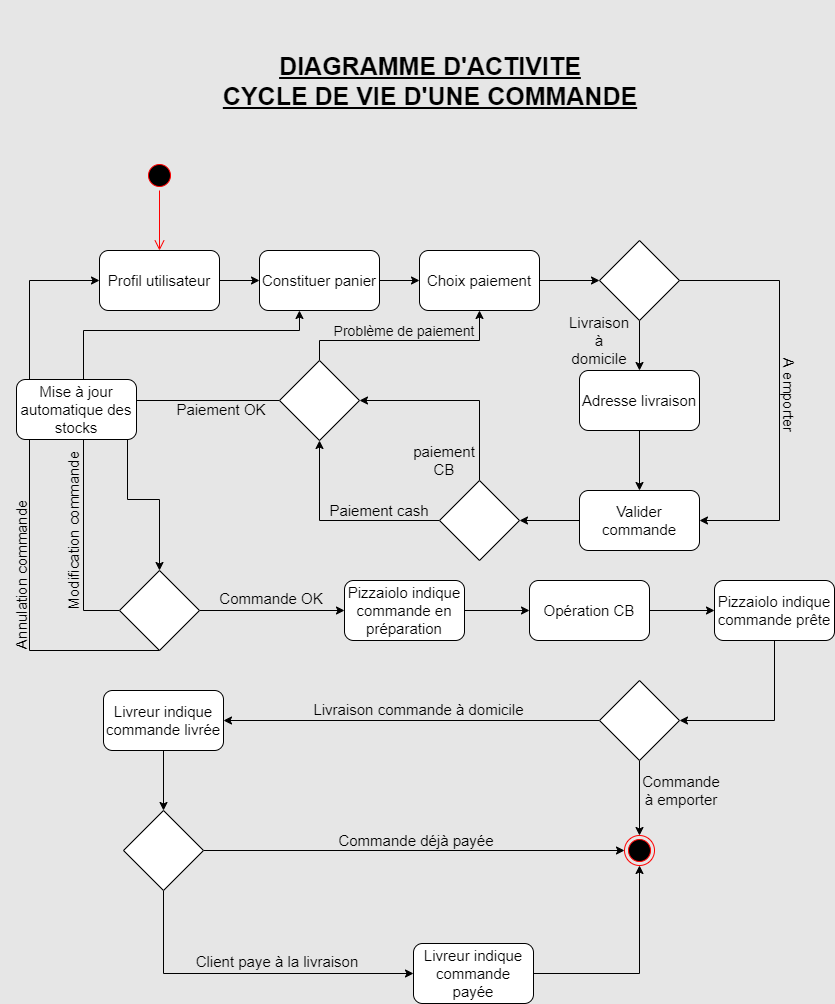 DIAGRAMME D'ACTIVITE
CYCLE DE VIE D'UNE COMMANDE
Profil utilisateur
Constituer panier
Choix paiement
Livraison
à
domicile
A emporter
Problème de paiement
Mise à jour
automatique des
stocks
Paiement OK
Adresse livraison
paiement
CB
Paiement cash
Valider
commande
Annulation commande
Modification commande
Commande OK
Pizzaiolo indique
commande en
préparation
Opération CB
Pizzaiolo indique
commande prête
Livreur indique
commande livrée
Livraison commande à domicile
Commande
à emporter
Commande déjà payée
Client paye à la livraison
Livreur indique
commande
payée